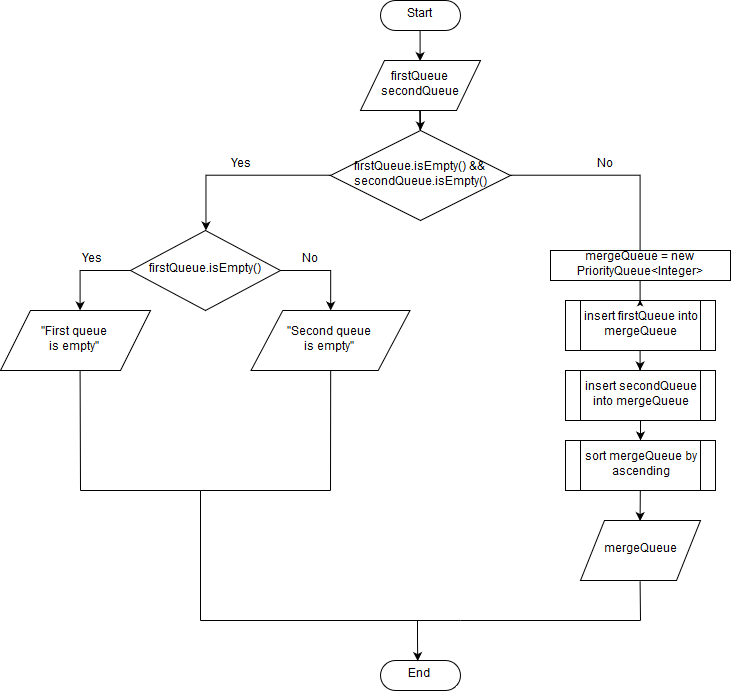 Start
firstQueue
secondQueue
firstQueue.isEmpty() &&
secondQueue.isEmpty()
Yes
No
firstQueue.isEmpty()
Yes
No
"First queue
is empty"
"Second queue
is empty"
mergeQueue = new
PriorityQueue<Integer>
insert firstQueue into
mergeQueue
insert secondQueue
into mergeQueue
sort mergeQueue by
ascending
mergeQueue
End